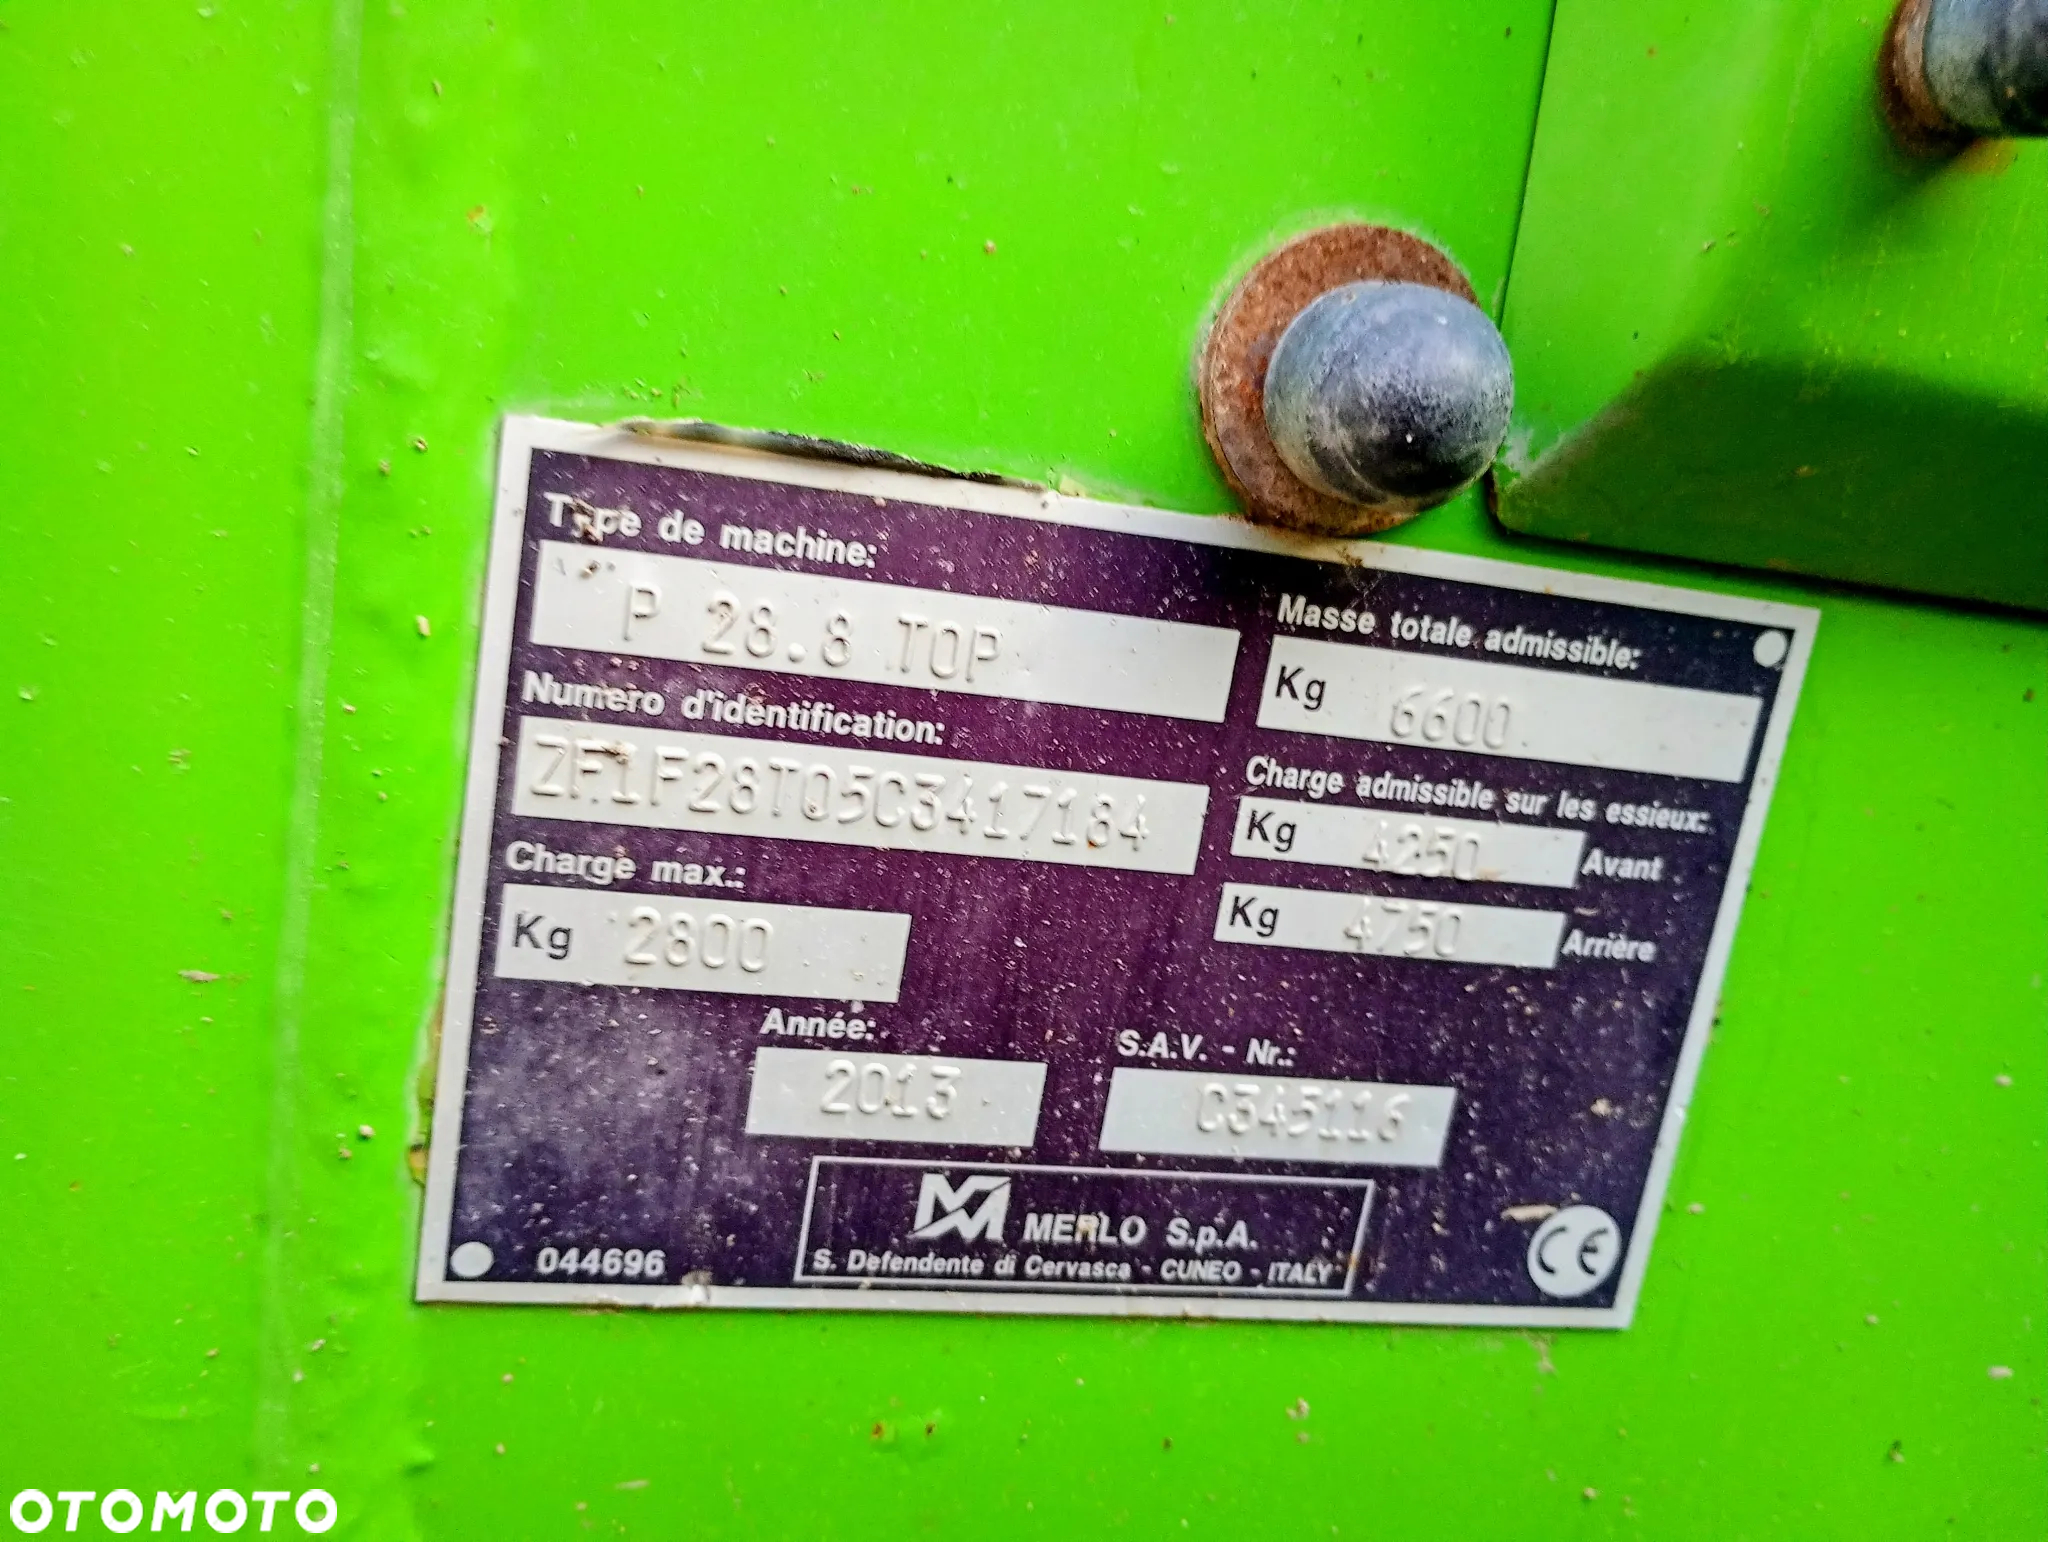 Type de machine:
P 28.8 TOP
Numero d'identification:
ZF1F28T05C3417184
Charge max.:
Kg 2800
Masse totale admissible:
Kg 6600
Charge admissible sur les essieux:
Kg 4250 Avant
Kg 4750 Arrière
Année:
2013
S.A.V. - Nr.:
C345116
MERLO S.p.A.
S. Defendente di Cervasca - CUNEO - ITALY
044696
CE
OTOMOTO